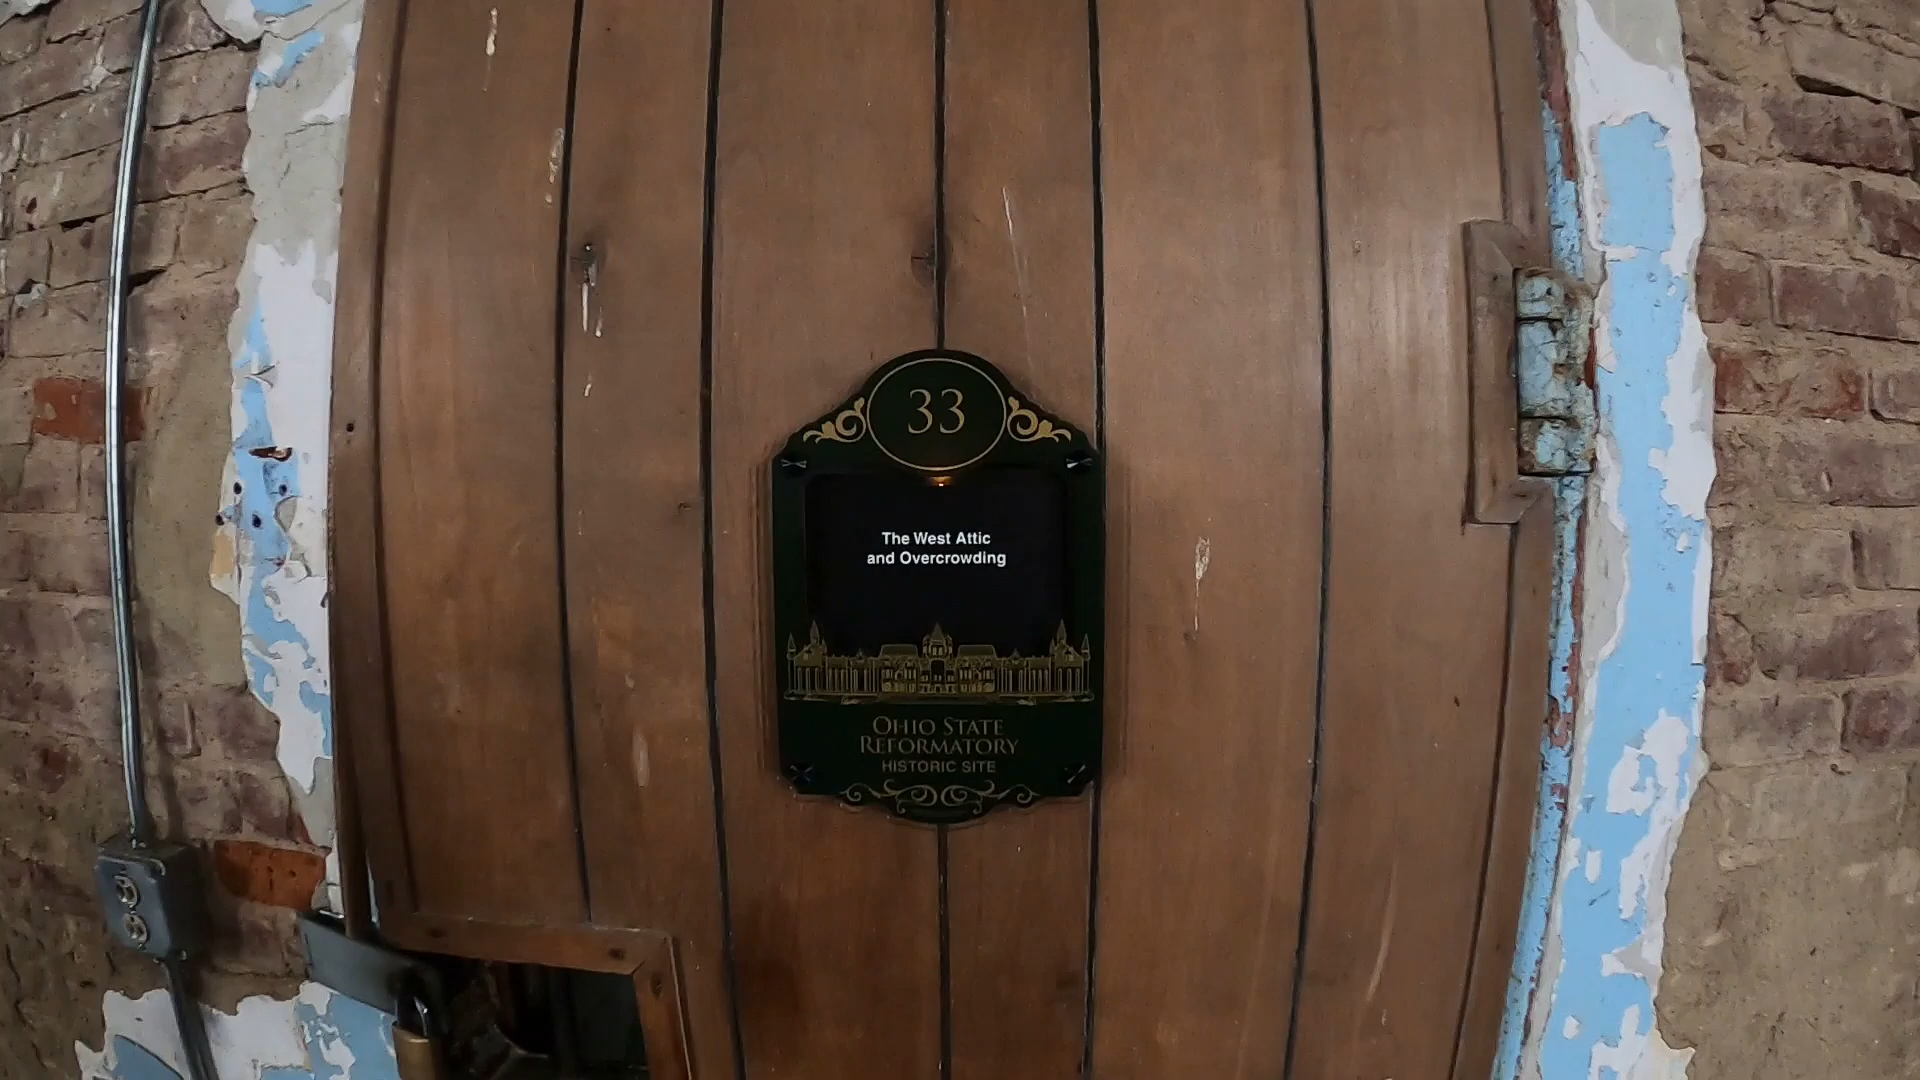 33
The West Attic
and Overcrowding
OHIO STATE
REFORMATORY
HISTORIC SITE